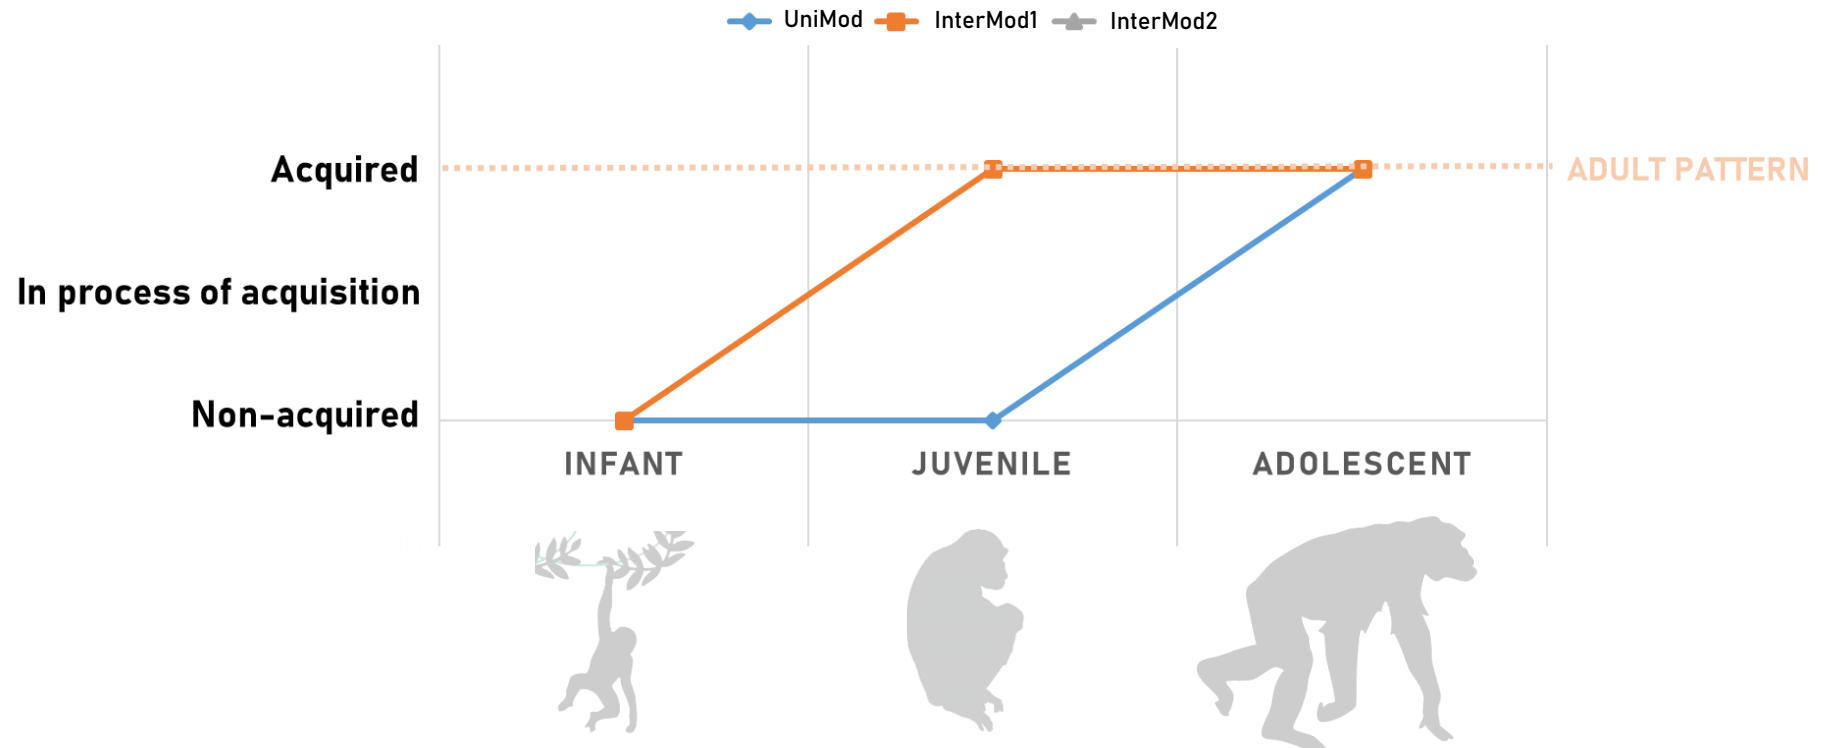 UniMod InterMod1 InterMod2
Acquired
ADULT PATTERN
In process of acquisition
Non-acquired
INFANT JUVENILE ADOLESCENT